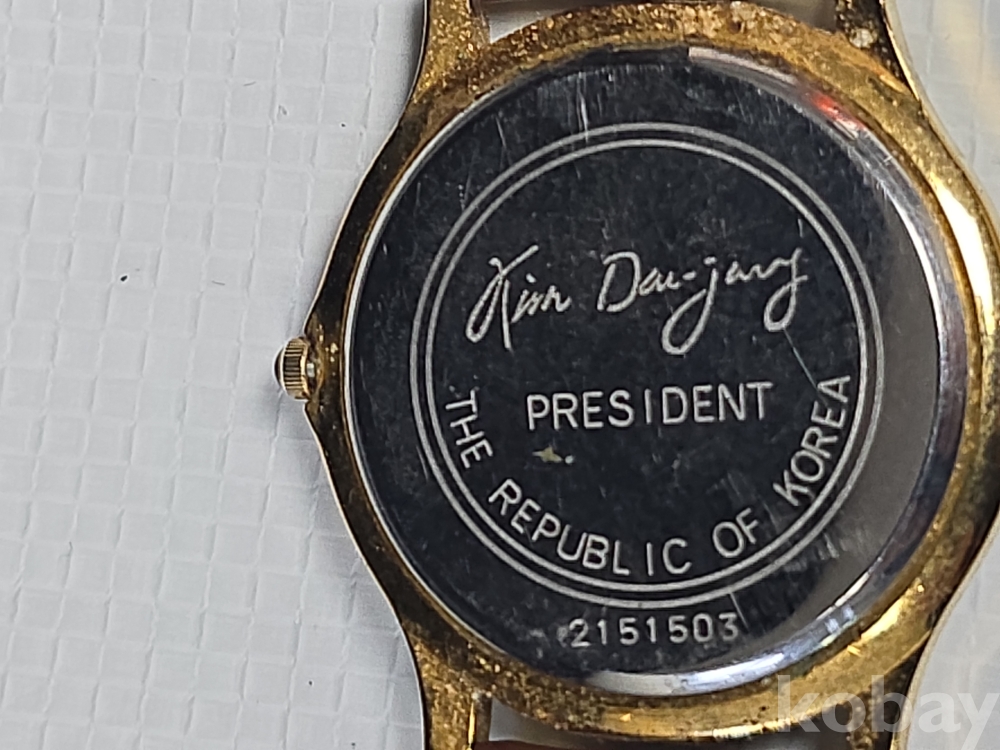 Kim Dae-jung
PRESIDENT
THE REPUBLIC OF KOREA
2151503
kobay